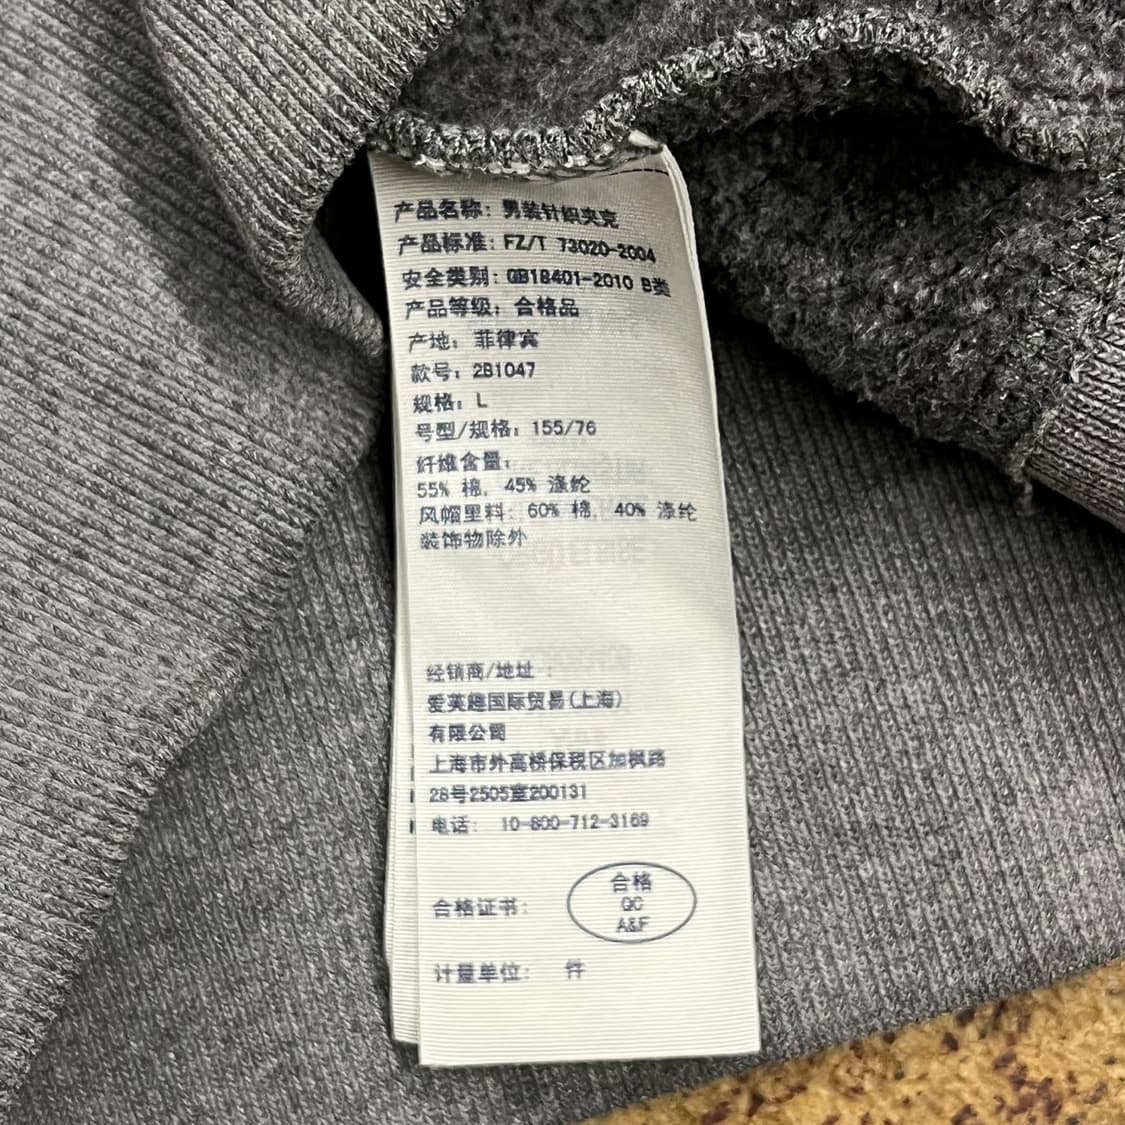 产品名称: 男装针织夹克
产品标准: FZ/T 73020-2004
安全类别: GB18401-2010 B类
产品等级: 合格品
产地: 菲律宾
款号: 2B1047
规格: L
号型/规格: 155/76
纤维含量:
55% 棉, 45% 涤纶
风帽里料: 60% 棉, 40% 涤纶
装饰物除外
经销商/地址 :
爱英趣国际贸易(上海)
有限公司
上海市外高桥保税区加枫路
28号2505室200131
电话: 10-800-712-3169
合格
QC
A&F
合格证书:
计量单位: 件